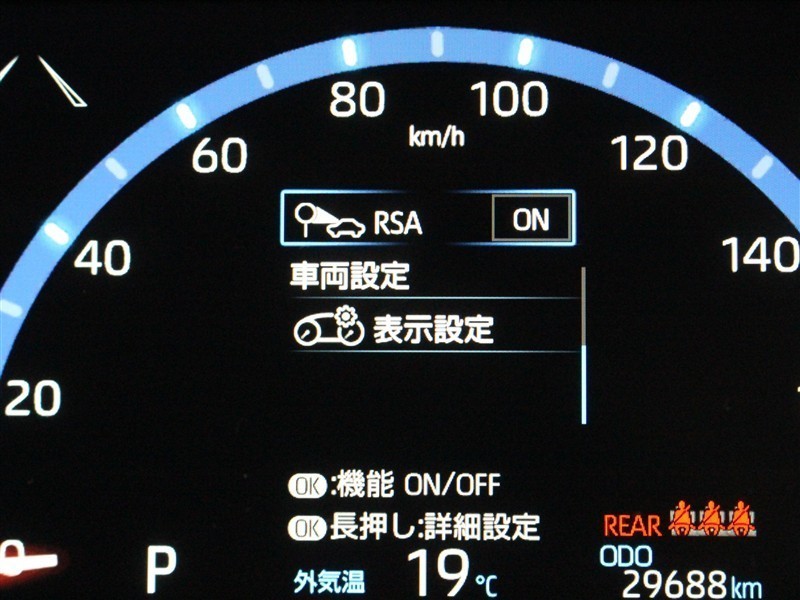 80
100
km/h
60
120
RSA ON
40
140
車両設定
表示設定
20
OK:機能 ON/OFF
OK長押し:詳細設定
REAR
P
外気温 19℃
ODO
29688km